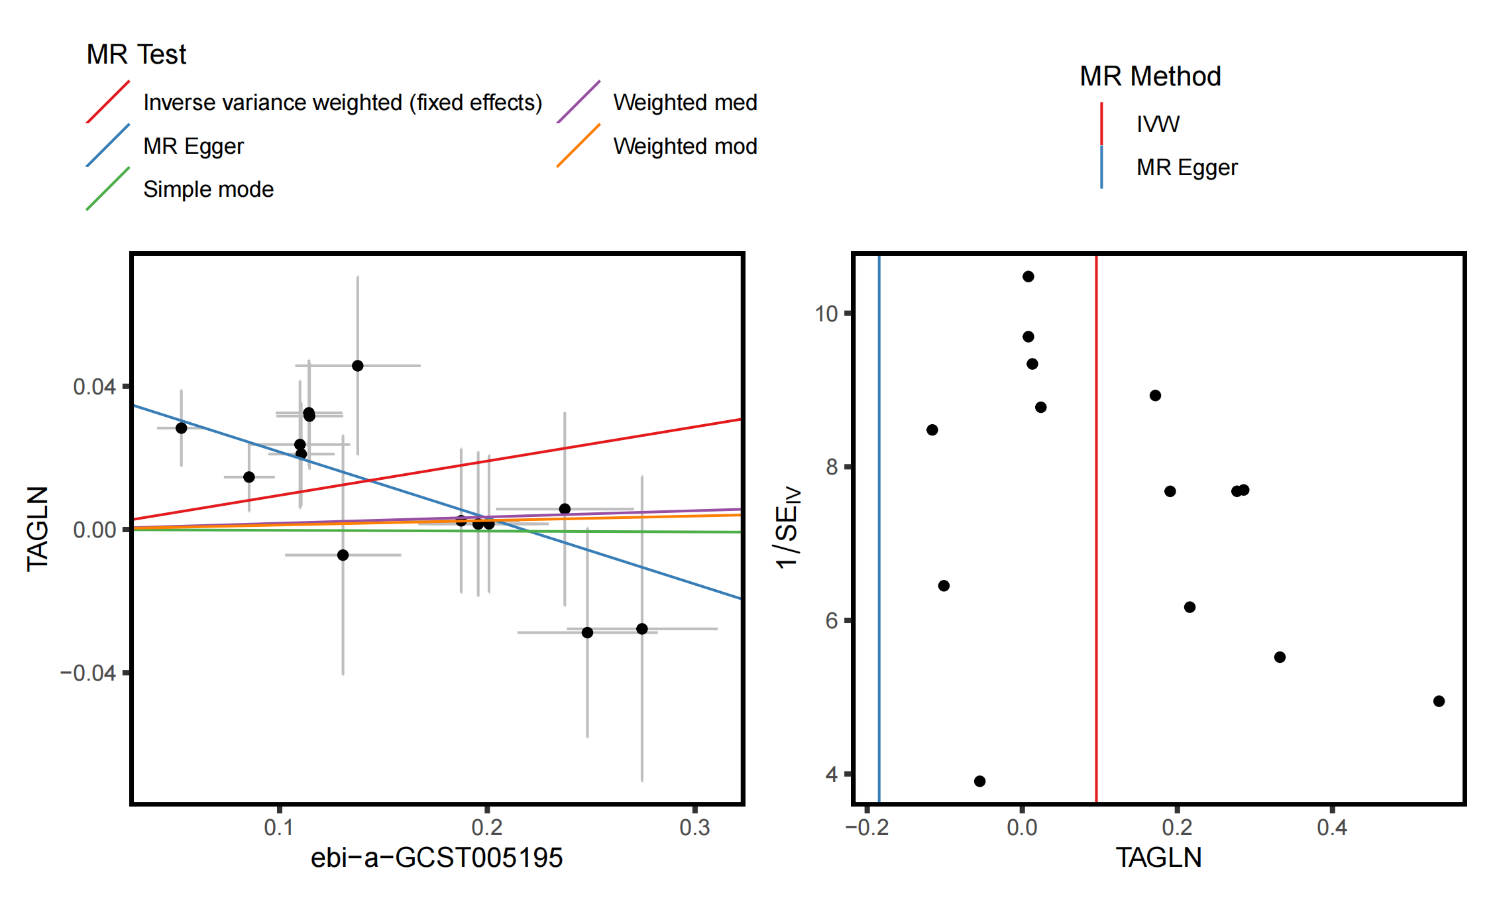 MR Test
Inverse variance weighted (fixed effects)
Weighted med
MR Egger
Weighted mod
Simple mode
TAGLN
0.04
0.00
−0.04
0.1 0.2 0.3
ebi−a−GCST005195
MR Method
IVW
MR Egger
1/SEIV
10
8
6
4
−0.2 0.0 0.2 0.4
TAGLN